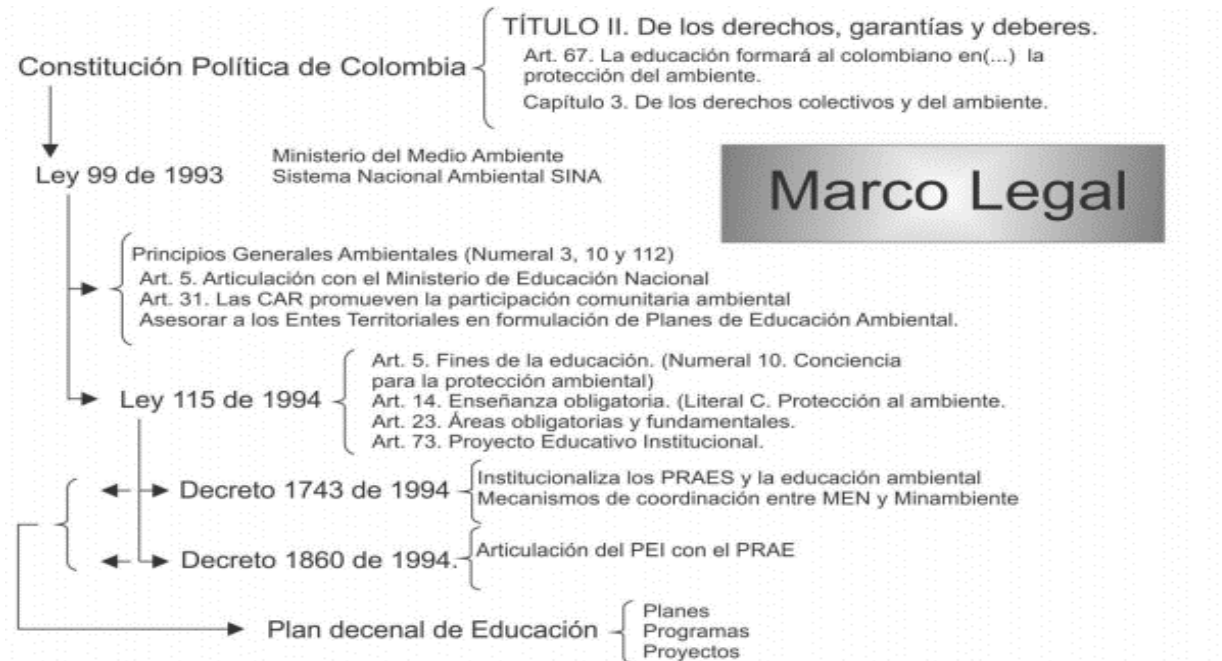 TÍTULO II. De los derechos, garantías y deberes.
Constitución Política de Colombia
Art. 67. La educación formará al colombiano en(...) la
protección del ambiente.
Capítulo 3. De los derechos colectivos y del ambiente.
Ley 99 de 1993
Ministerio del Medio Ambiente
Sistema Nacional Ambiental SINA
Marco Legal
Principios Generales Ambientales (Numeral 3, 10 y 112)
Art. 5. Articulación con el Ministerio de Educación Nacional
Art. 31. Las CAR promueven la participación comunitaria ambiental
Asesorar a los Entes Territoriales en formulación de Planes de Educación Ambiental.
Ley 115 de 1994
Art. 5. Fines de la educación. (Numeral 10. Conciencia
para la protección ambiental)
Art. 14. Enseñanza obligatoria. (Literal C. Protección al ambiente.
Art. 23. Áreas obligatorias y fundamentales.
Art. 73. Proyecto Educativo Institucional.
Decreto 1743 de 1994
Institucionaliza los PRAES y la educación ambiental
Mecanismos de coordinación entre MEN y Minambiente
Decreto 1860 de 1994.
Articulación del PEI con el PRAE
Plan decenal de Educación
Planes
Programas
Proyectos